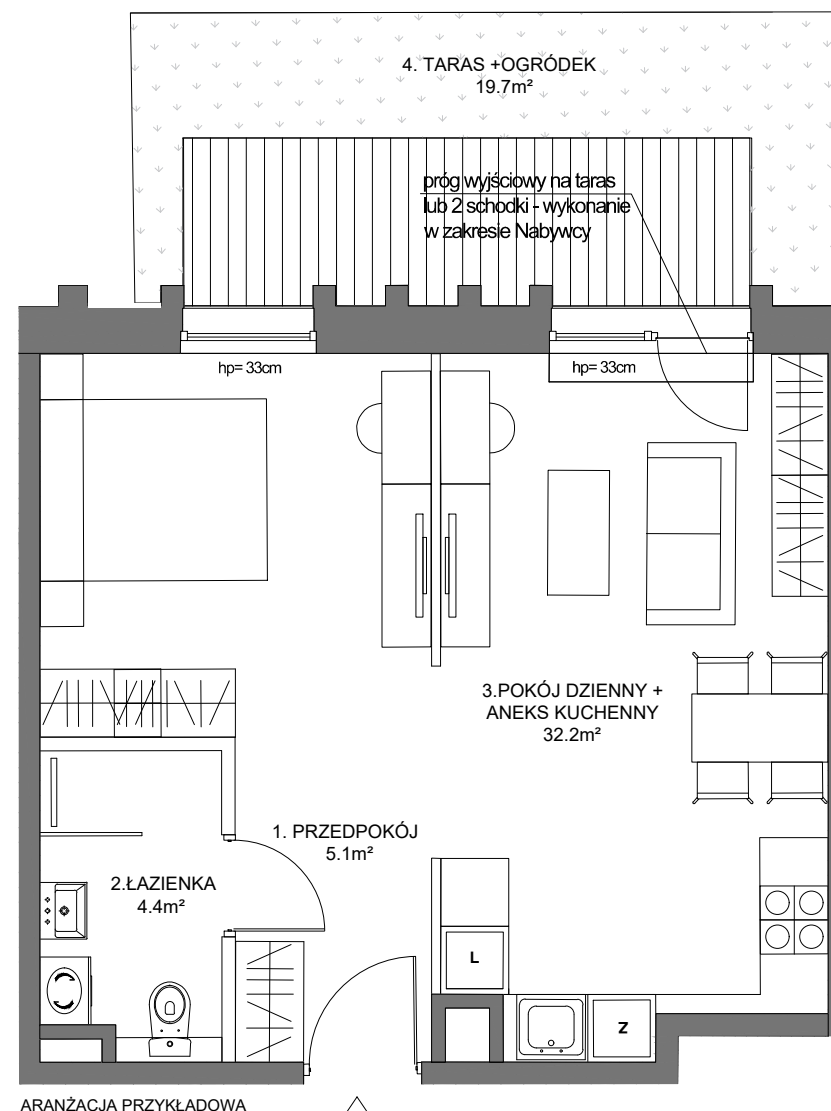 4. TARAS +OGRÓDEK
19.7m²
próg wyjściowy na taras
lub 2 schodki - wykonanie
w zakresie Nabywcy
hp= 33cm
hp= 33cm
3.POKÓJ DZIENNY +
ANEKS KUCHENNY
32.2m²
1. PRZEDPOKÓJ
5.1m²
2.ŁAZIENKA
4.4m²
L
Z
ARANŻACJA PRZYKŁADOWA